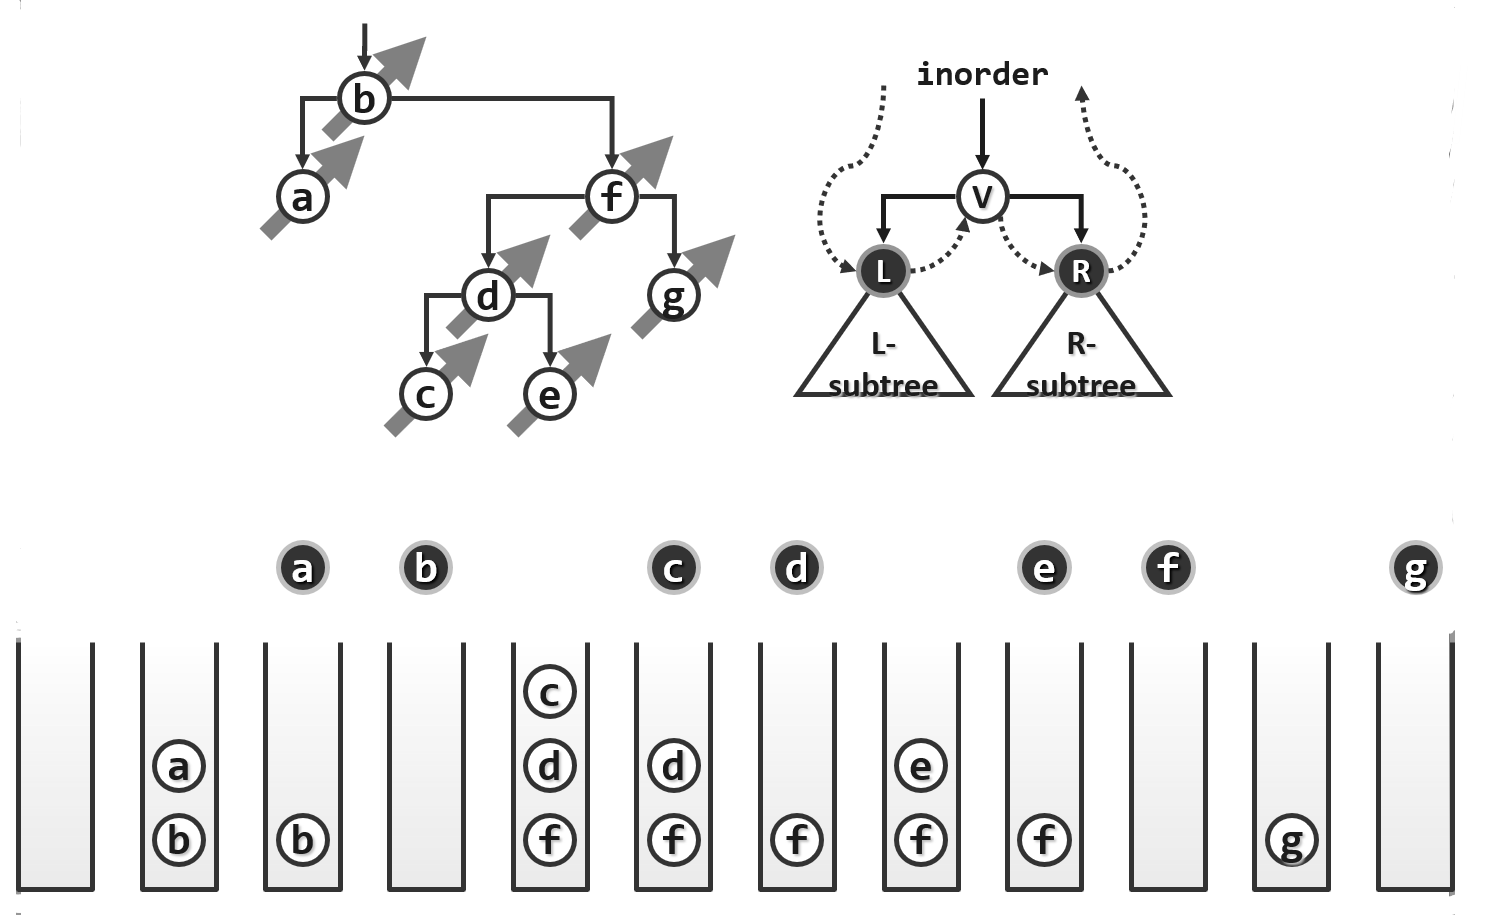 b
a
f
d
g
c
e
inorder
V
L
R
L-
subtree
R-
subtree
a b c d e f g
c
a d d e
b b f f f f f g